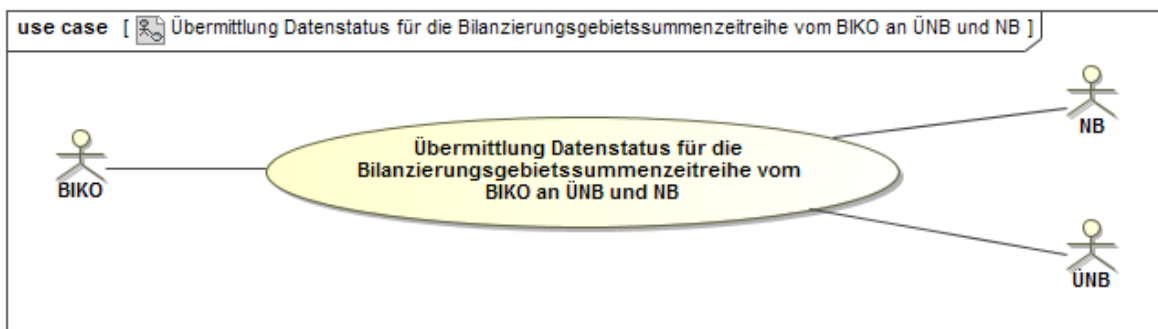 use case [ Übermittlung Datenstatus für die Bilanzierungsgebietssummenzeitreihe vom BIKO an ÜNB und NB ]
NB
Übermittlung Datenstatus für die
Bilanzierungsgebietssummenzeitreihe vom
BIKO an ÜNB und NB
BIKO
ÜNB